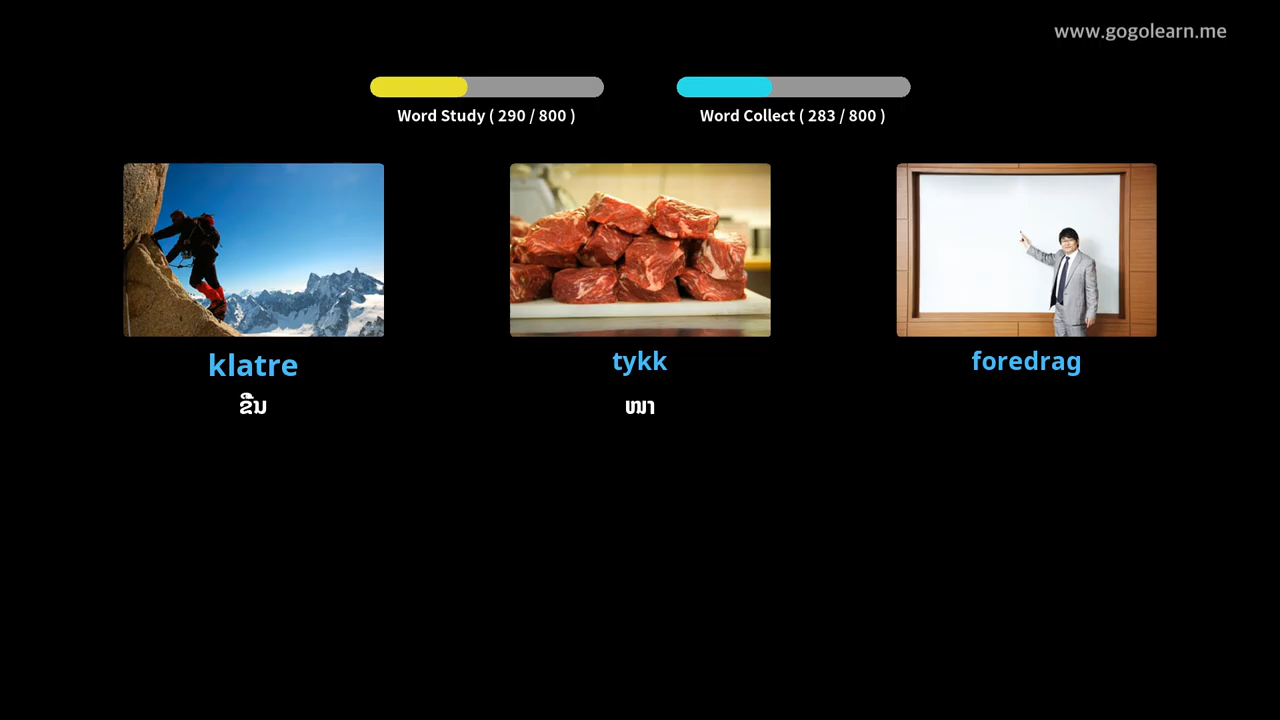 www.gogolearn.me
Word Study ( 290 / 800 )
Word Collect ( 283 / 800 )
klatre
tykk
foredrag
ຂຶ້ນ
ໜາ